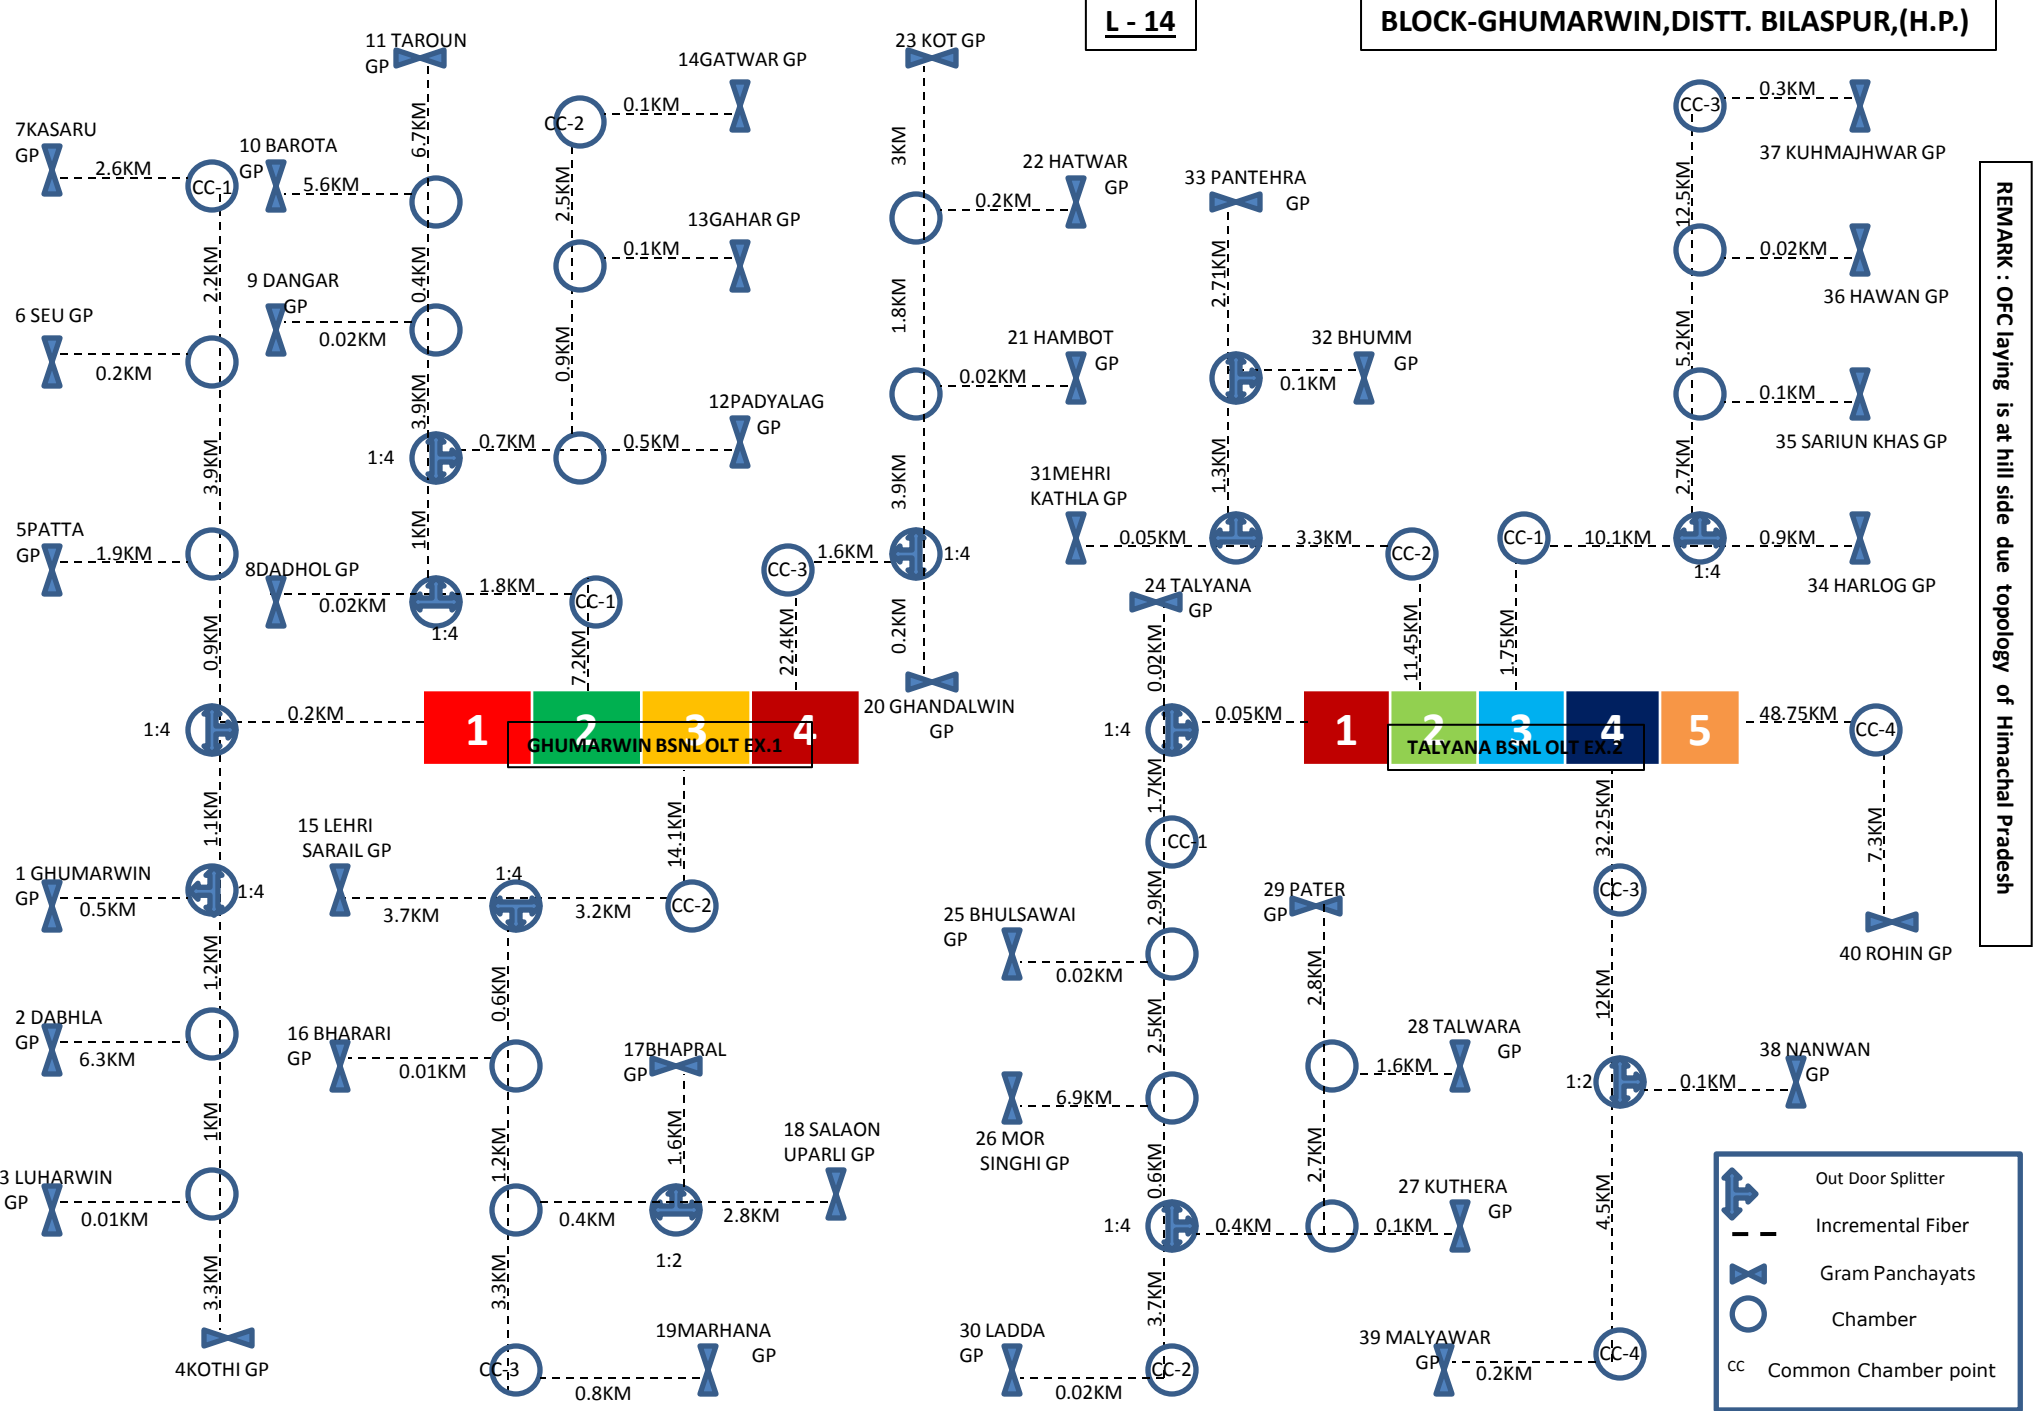 L - 14
BLOCK-GHUMARWIN,DISTT. BILASPUR,(H.P.)
11 TAROUN
GP
23 KOT GP
14GATWAR GP
0.1KM
CC-2
CC-3
0.3KM
37 KUHMAJHWAR GP
7KASARU
GP
2.6KM
CC-1
10 BAROTA
GP
5.6KM
6.7KM
2.5KM
3KM
22 HATWAR
GP
0.2KM
33 PANTEHRA
GP
12.5KM
0.02KM
36 HAWAN GP
13GAHAR GP
0.1KM
2.2KM
9 DANGAR
GP
0.02KM
0.4KM
0.9KM
1.8KM
2.71KM
6 SEU GP
0.2KM
21 HAMBOT
GP
0.02KM
32 BHUMM
GP
0.1KM
5.2KM
0.1KM
35 SARIUN KHAS GP
12PADYALAG
GP
3.9KM
3.9KM
1:4
0.7KM
0.5KM
3.9KM
1.3KM
2.7KM
31MEHRI
KATHLA GP
0.05KM
3.3KM
CC-2
CC-1
10.1KM
1:4
0.9KM
34 HARLOG GP
5PATTA
GP
1.9KM
1KM
8DADHOL GP
0.02KM
1:4
1.8KM
CC-1
CC-3
1.6KM
1:4
24 TALYANA
GP
0.9KM
7.2KM
22.4KM
0.2KM
0.02KM
11.45KM
1.75KM
20 GHANDALWIN
GP
1:4
0.2KM
1
2
3
4
GHUMARWIN BSNL OLT EX.1
1:4
0.05KM
1
2
3
4
5
TALYANA BSNL OLT EX.2
48.75KM
CC-4
1.1KM
14.1KM
1.7KM
CC-1
32.25KM
7.3KM
40 ROHIN GP
15 LEHRI
SARAIL GP
3.7KM
1:4
3.2KM
CC-2
1 GHUMARWIN
GP
0.5KM
1:4
2.9KM
29 PATER
GP
CC-3
25 BHULSAWAI
GP
0.02KM
1.2KM
0.6KM
2.8KM
12KM
2 DABHLA
GP
6.3KM
16 BHARARI
GP
0.01KM
17BHAPRAL
GP
2.5KM
28 TALWARA
GP
1.6KM
1:2
0.1KM
38 NANWAN
GP
26 MOR
SINGHI GP
6.9KM
1KM
1.2KM
1.6KM
18 SALAON
UPARLI GP
0.4KM
2.8KM
1:2
0.6KM
2.7KM
27 KUTHERA
GP
1:4
0.4KM
0.1KM
4.5KM
3 LUHARWIN
GP
0.01KM
3.3KM
4KOTHI GP
3.3KM
CC-3
0.8KM
19MARHANA
GP
3.7KM
30 LADDA
GP
0.02KM
CC-2
39 MALYAWAR
GP
0.2KM
CC-4
Out Door Splitter
Incremental Fiber
Gram Panchayats
Chamber
CC Common Chamber point
REMARK : OFC laying is at hill side due topology of Himachal Pradesh